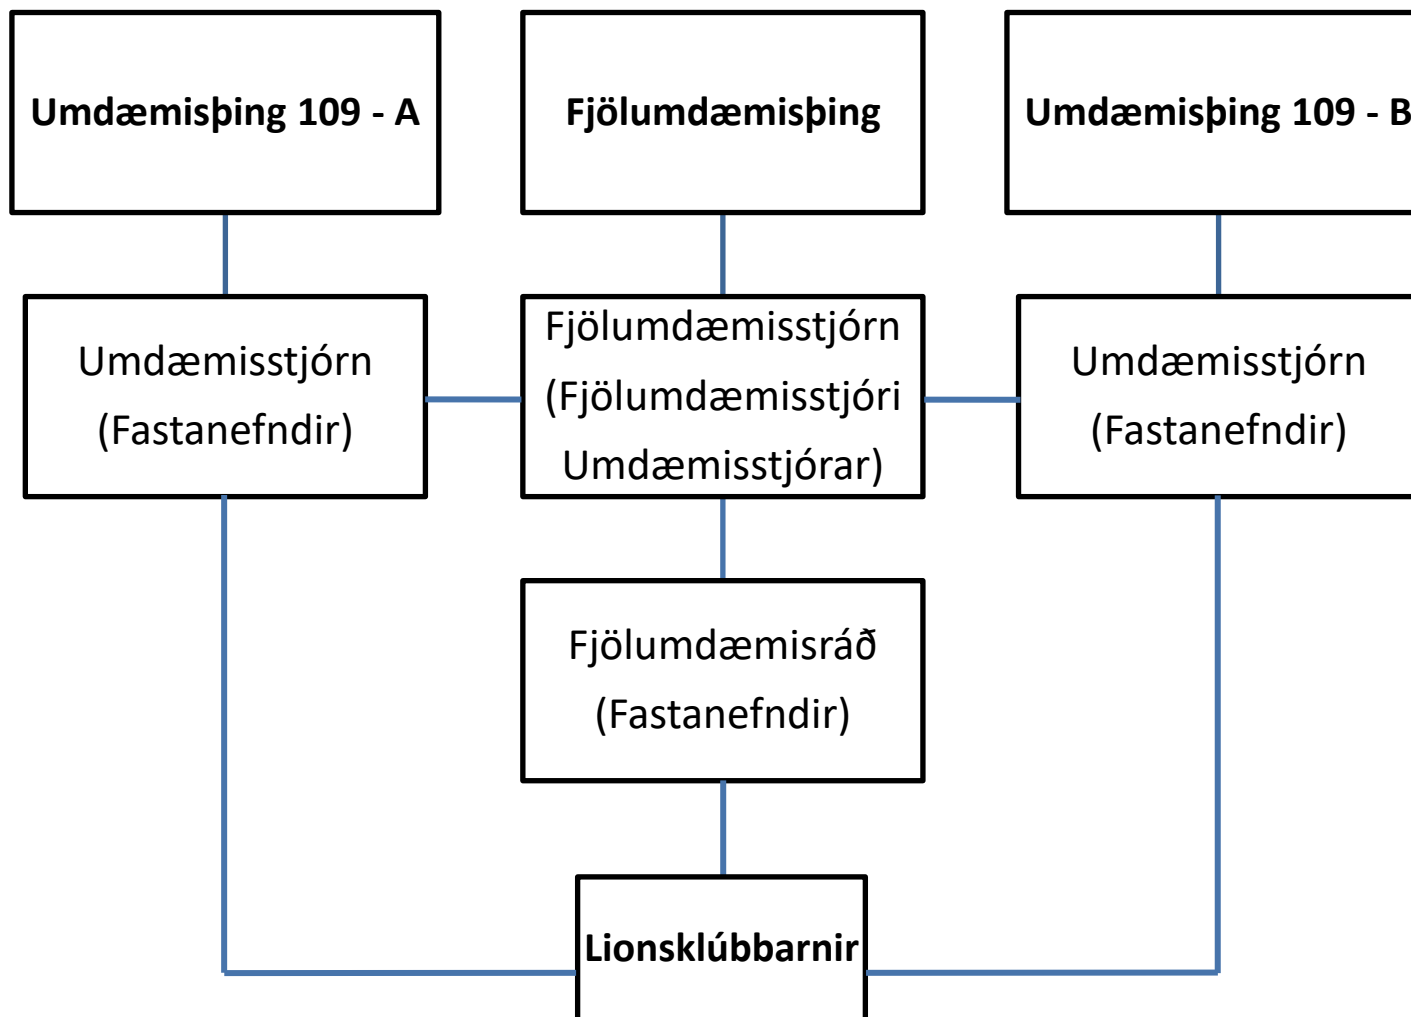 Umdæmisþing 109 - A
Fjölumdæmisþing
Umdæmisþing 109 - B
Umdæmisstjórn
(Fastanefndir)
Fjölumdæmisstjórn
(Fjölumdæmisstjóri
Umdæmisstjórar)
Umdæmisstjórn
(Fastanefndir)
Fjölumdæmisráð
(Fastanefndir)
Lionsklúbbarnir